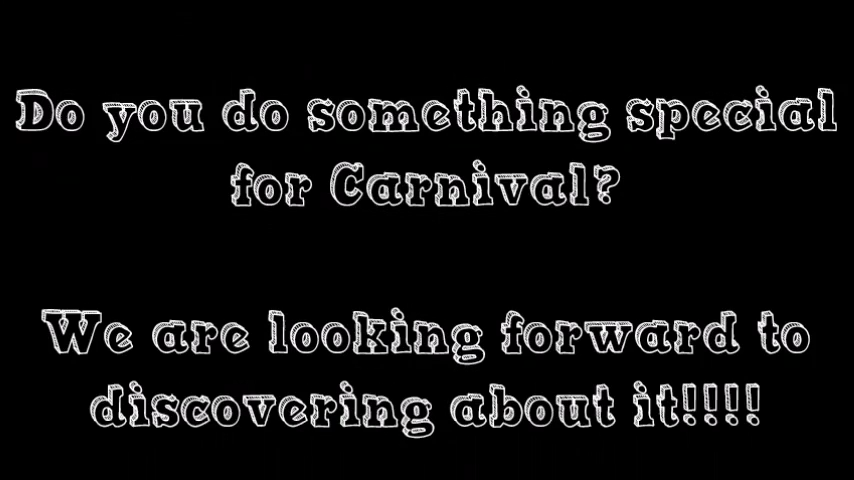 Do you do something special
for Carnival?
We are looking forward to
discovering about it!!!!